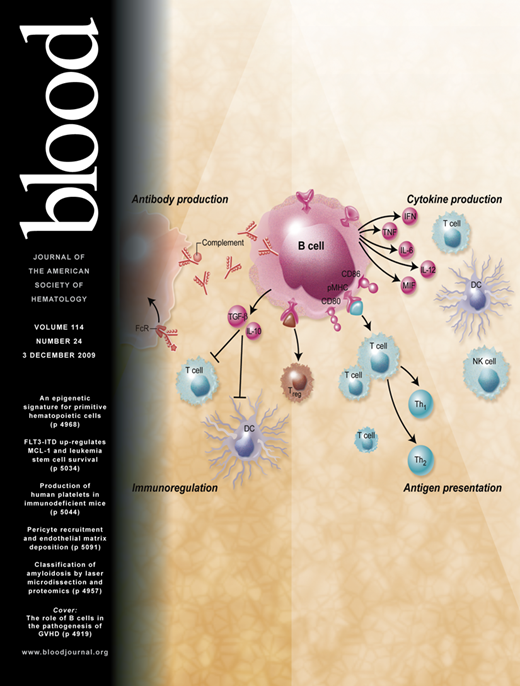 blood
JOURNAL OF
THE AMERICAN
SOCIETY OF
HEMATOLOGY
VOLUME 114
NUMBER 24
3 DECEMBER 2009
An epigenetic
signature for primitive
hematopoietic cells
(p 4968)
FLT3-ITD up-regulates
MCL-1 and leukemia
stem cell survival
(p 5034)
Production of
human platelets in
immunodeficient mice
(p 5044)
Pericyte recruitment
and endothelial matrix
deposition (p 5091)
Classification of
amyloidosis by laser
microdissection and
proteomics (p 4957)
Cover:
The role of B cells in
the pathogenesis of
GVHD (p 4919)
www.bloodjournal.org
Antibody production
Complement
FcR
B cell
Cytokine production
IFN
TNF
IL-6
IL-12
MIF
T cell
DC
NK cell
CD86
pMHC
CD80
TGF-β
IL-10
T cell
DC
Treg
T cell
T cell
T cell
Th1
Th2
Immunoregulation
Antigen presentation